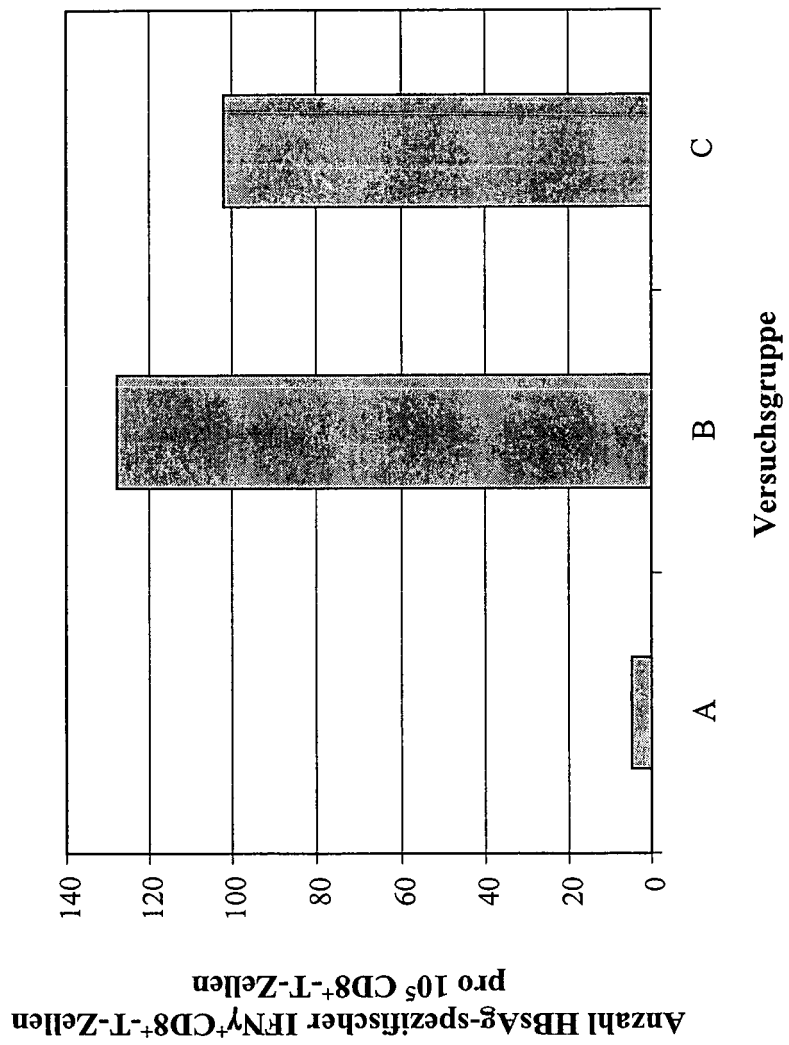 Anzahl HBsAg-spezifischer IFNγ⁺CD8⁺-T-Zellen
pro 10⁵ CD8⁺-T-Zellen
140
120
100
80
60
40
20
0
A
B
C
Versuchsgruppe